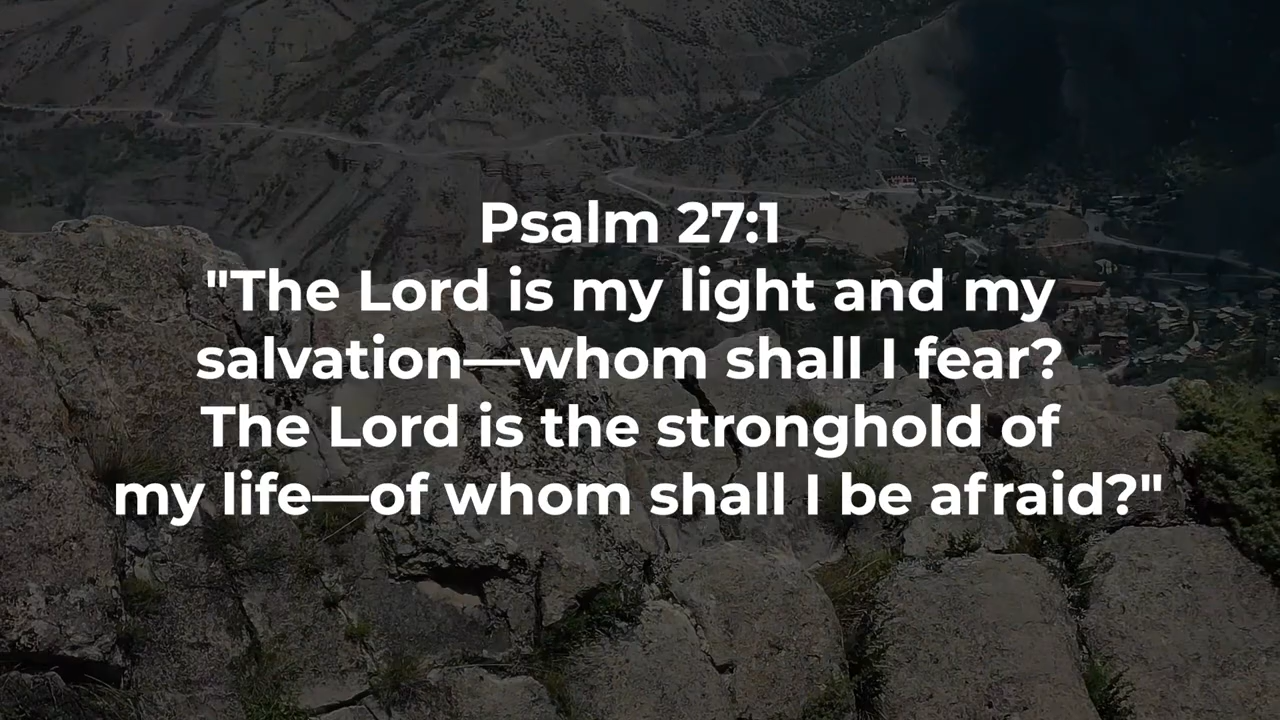 Psalm 27:1
"The Lord is my light and my
salvation—whom shall I fear?
The Lord is the stronghold of
my life—of whom shall I be afraid?"